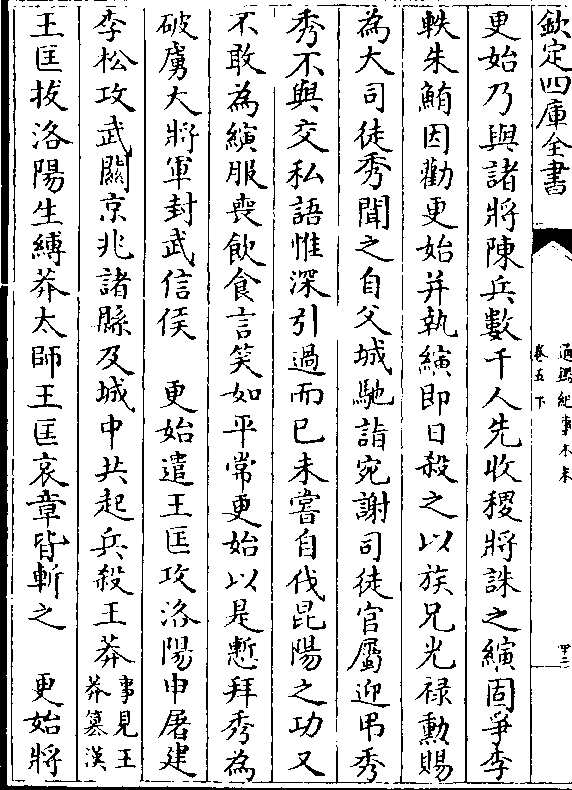 欽定四庫全書
通鑑紀事本末
卷五下
四十二
更始乃與諸將陳兵數千人先收稷將誅之縯固爭李
軼朱鮪因勸更始并執縯即日殺之以族兄光祿勳賜
為大司徒秀聞之自父城馳詣宛謝司徒官屬迎弔秀
秀不與交私語惟深引過而已未嘗自伐昆陽之功又
不敢為縯服喪飲食言笑如平常更始以是慙拜秀為
破虜大將軍封武信侯　更始遣王匡攻洛陽申屠建
李松攻武關京兆諸縣及城中共起兵殺王莽事見王莽簒漢
王匡拔洛陽生縛莽太師王匡哀章皆斬之　更始將